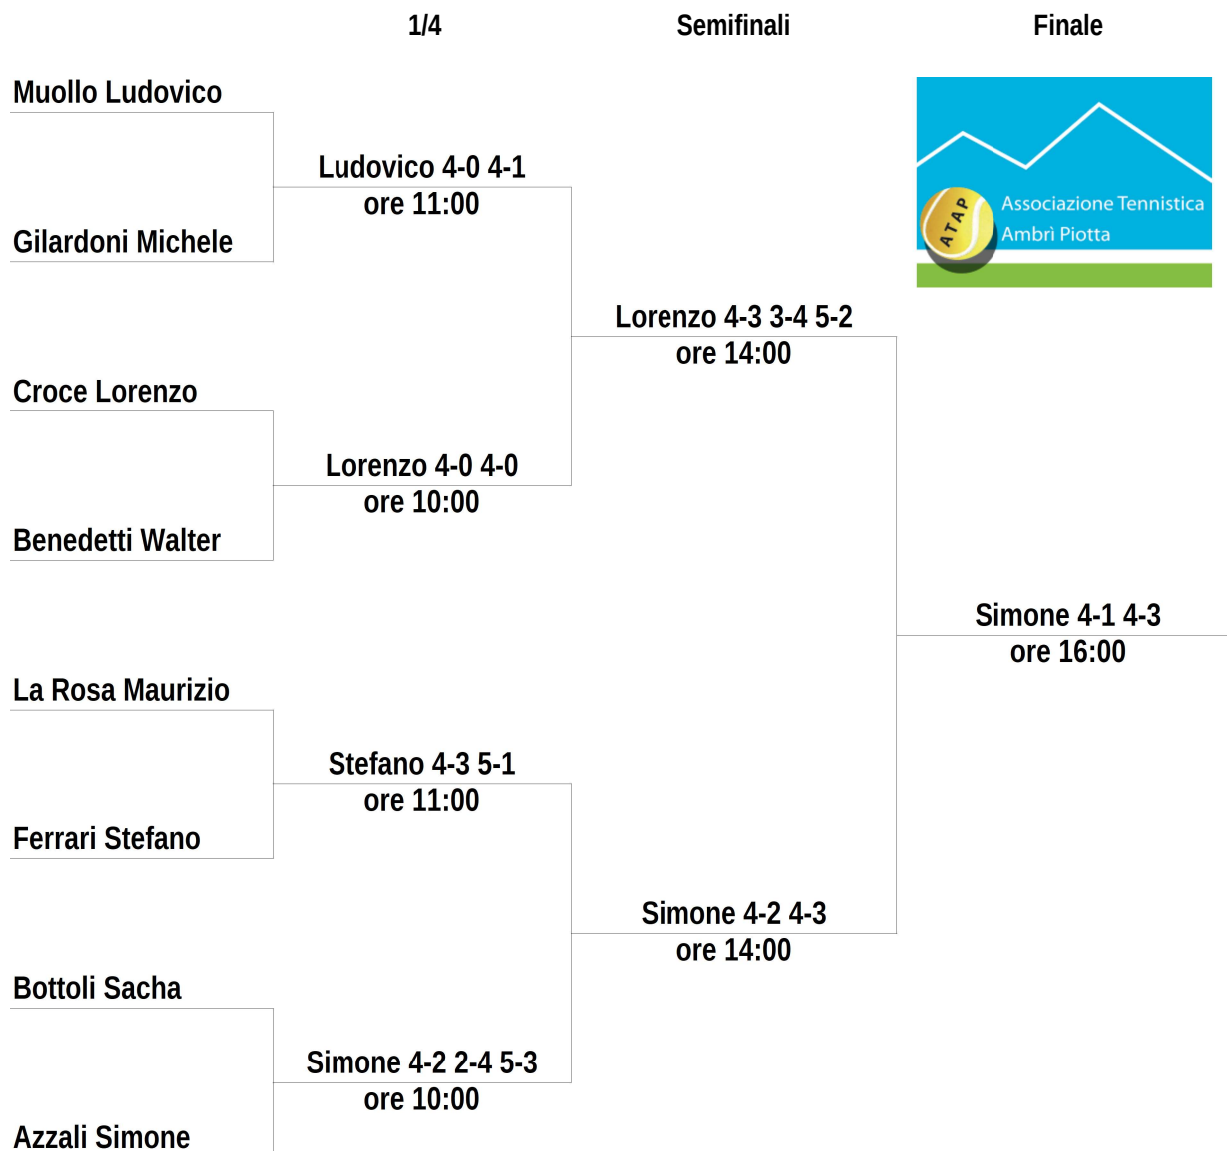 1/4 Semifinali Finale
Muollo Ludovico
Ludovico 4-0 4-1
ore 11:00
Gilardoni Michele
ATAP
Associazione Tennistica
Ambrì Piotta
Lorenzo 4-3 3-4 5-2
ore 14:00
Croce Lorenzo
Lorenzo 4-0 4-0
ore 10:00
Benedetti Walter
Simone 4-1 4-3
ore 16:00
La Rosa Maurizio
Stefano 4-3 5-1
ore 11:00
Ferrari Stefano
Simone 4-2 4-3
ore 14:00
Bottoli Sacha
Simone 4-2 2-4 5-3
ore 10:00
Azzali Simone